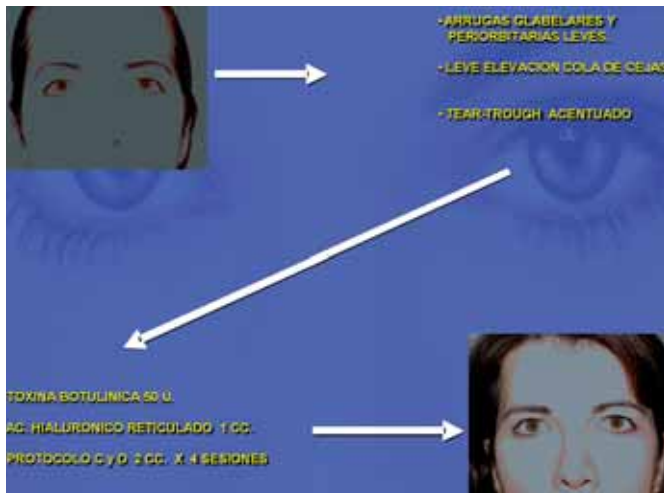 •ARRUGAS GLABELARES Y
PERIORBITARIAS LEVES.
•LEVE ELEVACION COLA DE CEJAS
•TEAR-TROUGH ACENTUADO
TOXINA BOTULINICA 50 U.
AC. HIALURONICO RETICULADO 1 CC.
PROTOCOLO C y D 2 CC. X 4 SESIONES